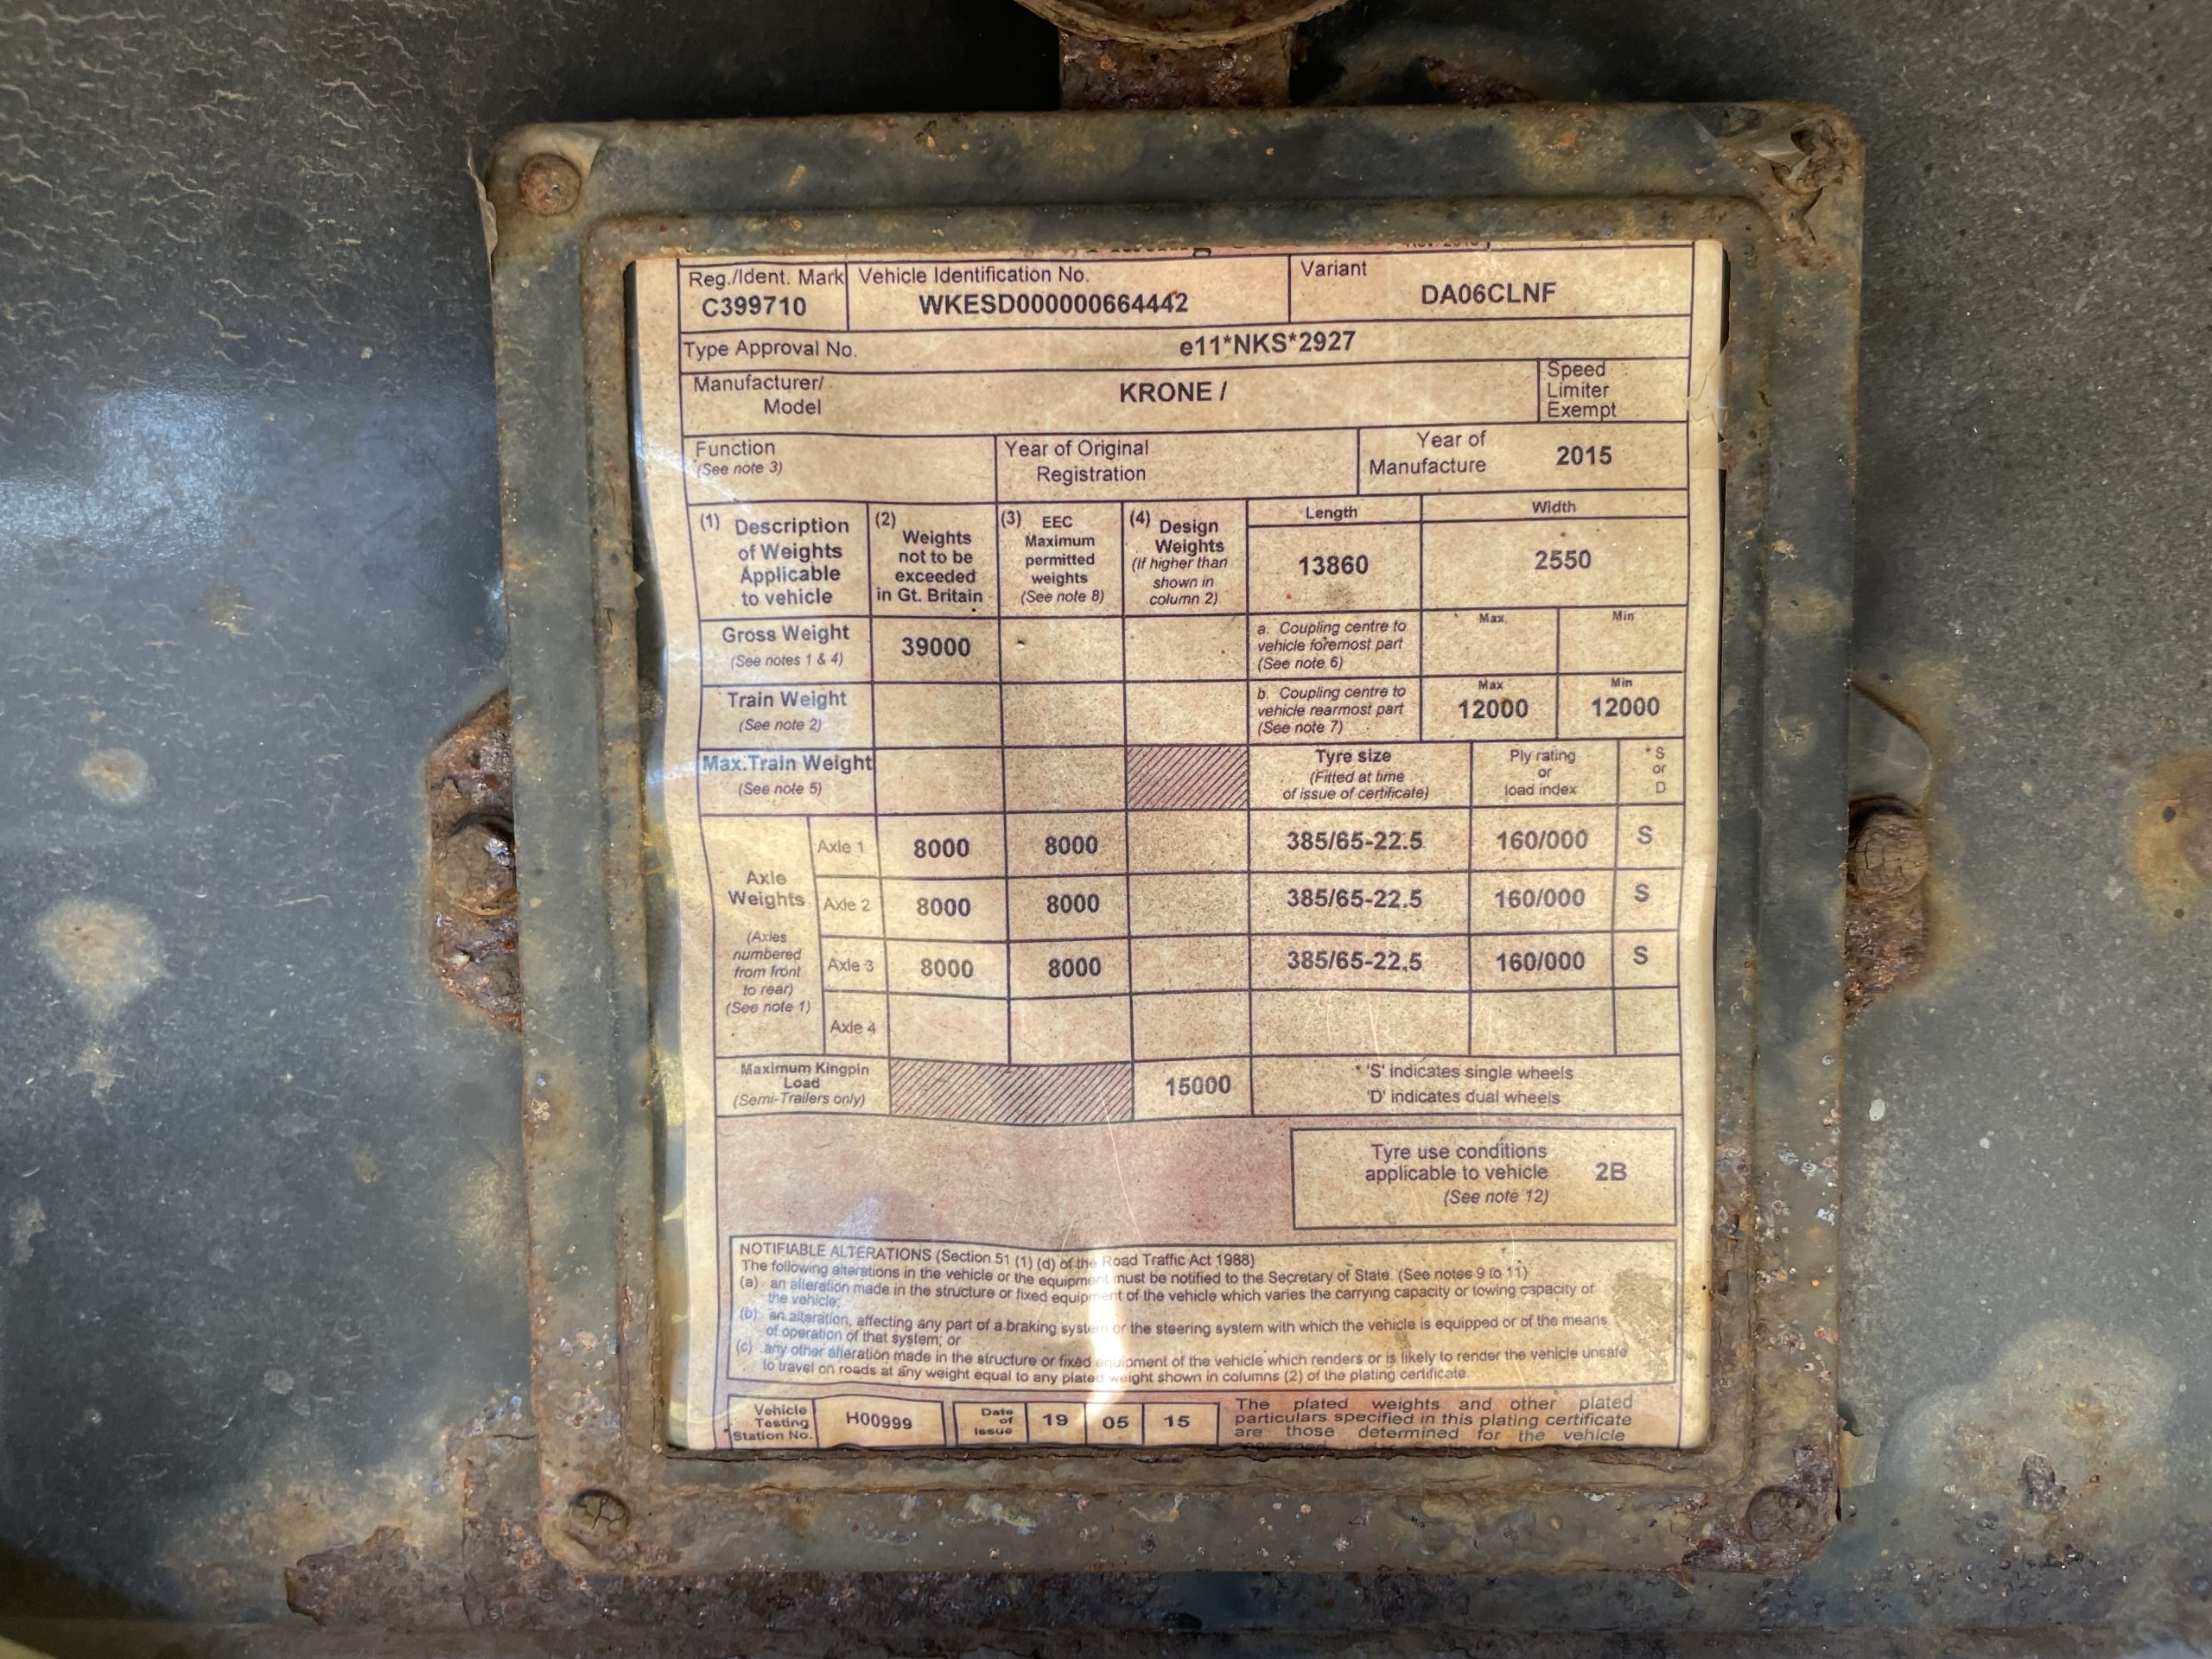 Plating
Reg./Ident. Mark Vehicle Identification No. Variant
C399710 WKESD000000664442 DA06CLNF
Type Approval No. e11*NKS*2927
Manufacturer/ Model KRONE / Speed Limiter Exempt
Function (See note 3) Year of Original Registration Year of Manufacture 2015
(1) Description of Weights Applicable to vehicle (2) Weights not to be exceeded in Gt. Britain (3) EEC Maximum permitted weights (See note 8) (4) Design Weights (If higher than shown in column 2) Length Width
13860 2550
Gross Weight (See notes 1 & 4) 39000 a. Coupling centre to vehicle foremost part (See note 6) Max Min
Train Weight (See note 2) b. Coupling centre to vehicle rearmost part (See note 7) Max 12000 Min 12000
Max.Train Weight (See note 5) Tyre size (Fitted at time of issue of certificate) Ply rating or load index * S or D
Axle Weights (Axles numbered from front to rear) (See note 1)
Axle 1 8000 8000 385/65-22.5 160/000 S
Axle 2 8000 8000 385/65-22.5 160/000 S
Axle 3 8000 8000 385/65-22.5 160/000 S
Axle 4
Maximum Kingpin Load (Semi-Trailers only) 15000 * 'S' indicates single wheels
'D' indicates dual wheels
Tyre use conditions applicable to vehicle (See note 12) 2B
NOTIFIABLE ALTERATIONS (Section 51 (1) (d) of the Road Traffic Act 1988)
The following alterations in the vehicle or the equipment must be notified to the Secretary of State. (See notes 9 to 11)
(a) an alteration made in the structure or fixed equipment of the vehicle which varies the carrying capacity or towing capacity of
the vehicle;
(b) an alteration, affecting any part of a braking system or the steering system with which the vehicle is equipped or of the means
of operation of that system; or
(c) any other alteration made in the structure or fixed equipment of the vehicle which renders or is likely to render the vehicle unsafe
to travel on roads at any weight equal to any plated weight shown in columns (2) of the plating certificate.
Vehicle Testing Station No. H00999 Date of Issue 19 05 15
The plated weights and other plated
particulars specified in this plating certificate
are those determined for the vehicle